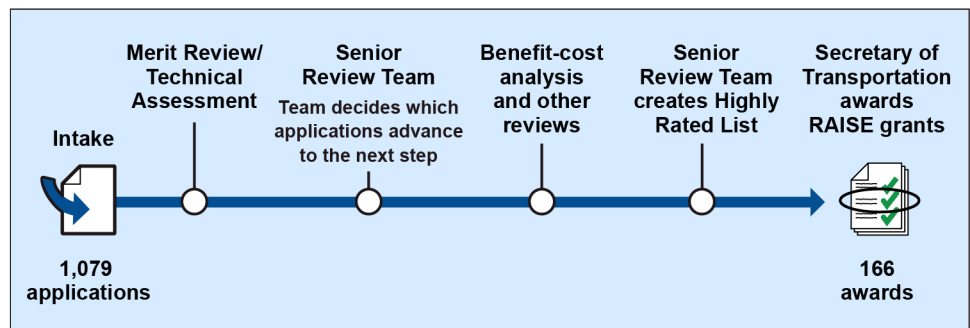 Intake
1,079
applications
Merit Review/
Technical
Assessment
Senior
Review Team
Team decides which
applications advance
to the next step
Benefit-cost
analysis
and other
reviews
Senior
Review Team
creates Highly
Rated List
Secretary of
Transportation
awards
RAISE grants
166
awards